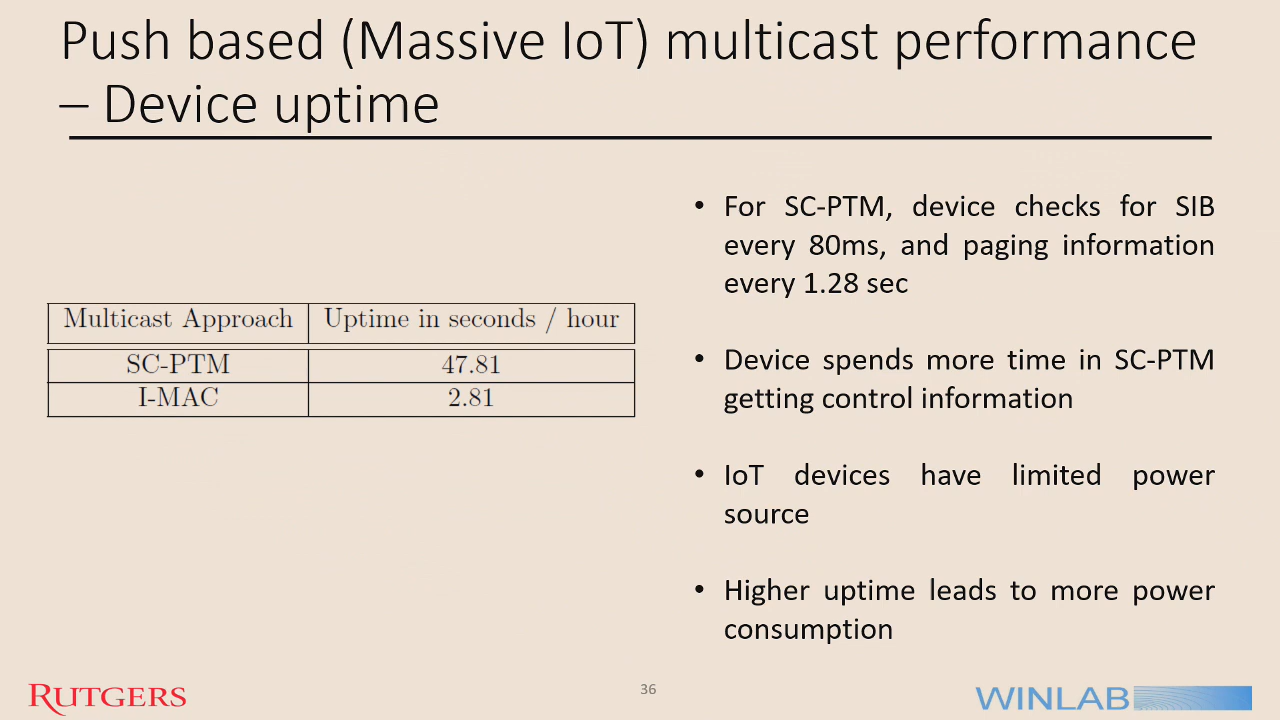 Push based (Massive IoT) multicast performance
– Device uptime
Multicast Approach Uptime in seconds / hour
SC-PTM 47.81
I-MAC 2.81
• For SC-PTM, device checks for SIB
every 80ms, and paging information
every 1.28 sec
• Device spends more time in SC-PTM
getting control information
• IoT devices have limited power
source
• Higher uptime leads to more power
consumption
RUTGERS
36
WINLAB